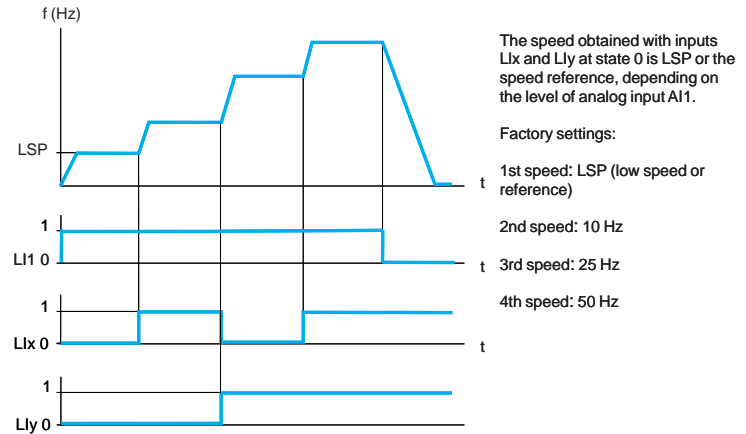 f (Hz)
The speed obtained with inputs
LIx and LIy at state 0 is LSP or the
speed reference, depending on
the level of analog input AI1.
Factory settings:
1st speed: LSP (low speed or
reference)
2nd speed: 10 Hz
3rd speed: 25 Hz
4th speed: 50 Hz
LSP
t
1
LI1 0
t
1
LIx 0
t
1
LIy 0